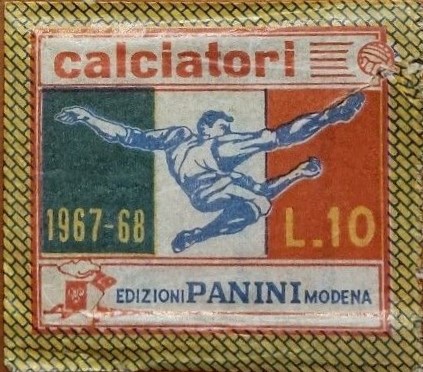 calciatori
1967-68
L.10
EDIZIONI PANINI MODENA